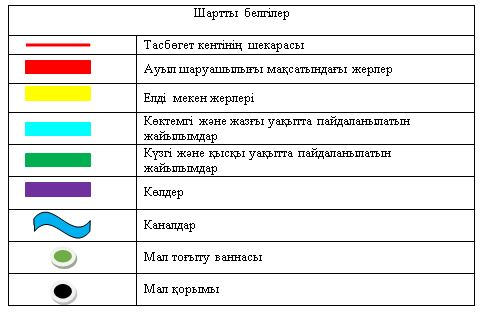 Шартты белгілер
Тасбөгет кентінің шекарасы
Ауыл шаруашылығы мақсатындағы жерлер
Елді мекен жерлері
Көктемгі және жазғы уақытта пайдаланылатын
жайылымдар
Күзгі және қысқы уақытта пайдаланылатын
жайылымдар
Көлдер
Каналдар
Мал тоғыту ваннасы
Мал қорымы